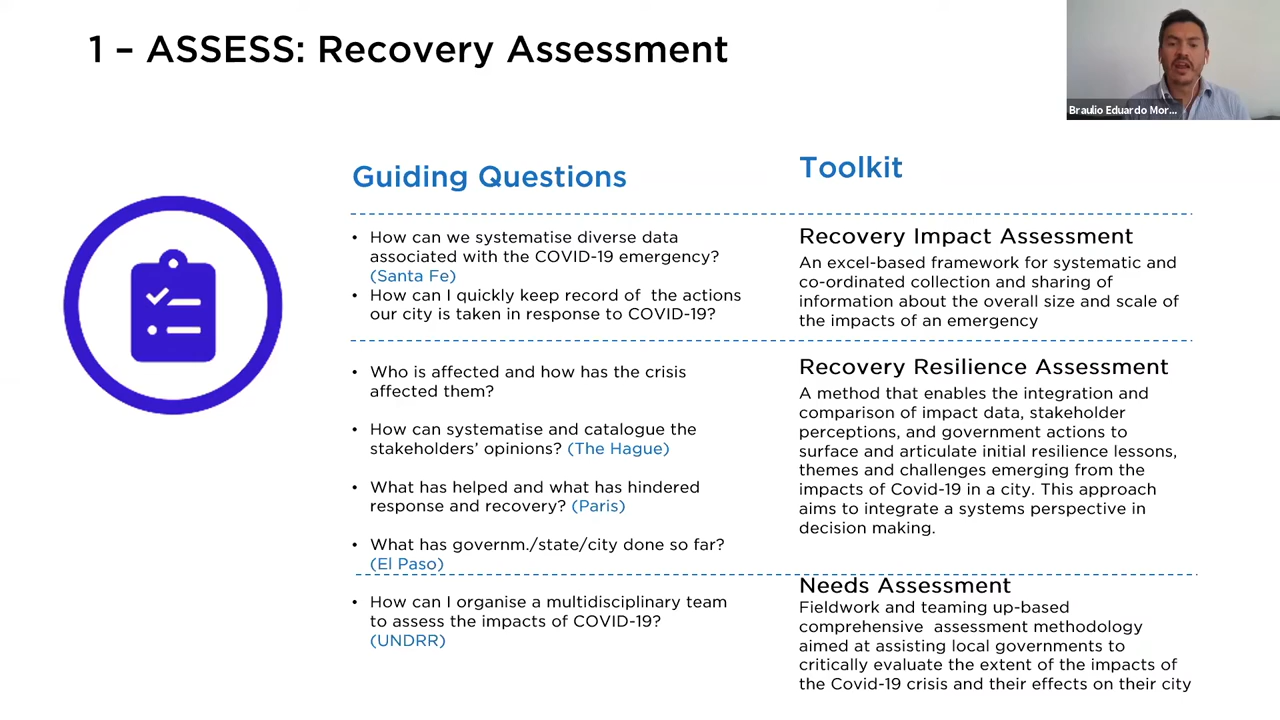 1 – ASSESS: Recovery Assessment
Braulio Eduardo Mor...
Guiding Questions
Toolkit
• How can we systematise diverse data
associated with the COVID-19 emergency?
(Santa Fe)
• How can I quickly keep record of the actions
our city is taken in response to COVID-19?
Recovery Impact Assessment
An excel-based framework for systematic and
co-ordinated collection and sharing of
information about the overall size and scale of
the impacts of an emergency
• Who is affected and how has the crisis
affected them?
• How can systematise and catalogue the
stakeholders’ opinions? (The Hague)
• What has helped and what has hindered
response and recovery? (Paris)
• What has governm./state/city done so far?
(El Paso)
Recovery Resilience Assessment
A method that enables the integration and
comparison of impact data, stakeholder
perceptions, and government actions to
surface and articulate initial resilience lessons,
themes and challenges emerging from the
impacts of Covid-19 in a city. This approach
aims to integrate a systems perspective in
decision making.
• How can I organise a multidisciplinary team
to assess the impacts of COVID-19?
(UNDRR)
Needs Assessment
Fieldwork and teaming up-based
comprehensive assessment methodology
aimed at assisting local governments to
critically evaluate the extent of the impacts of
the Covid-19 crisis and their effects on their city